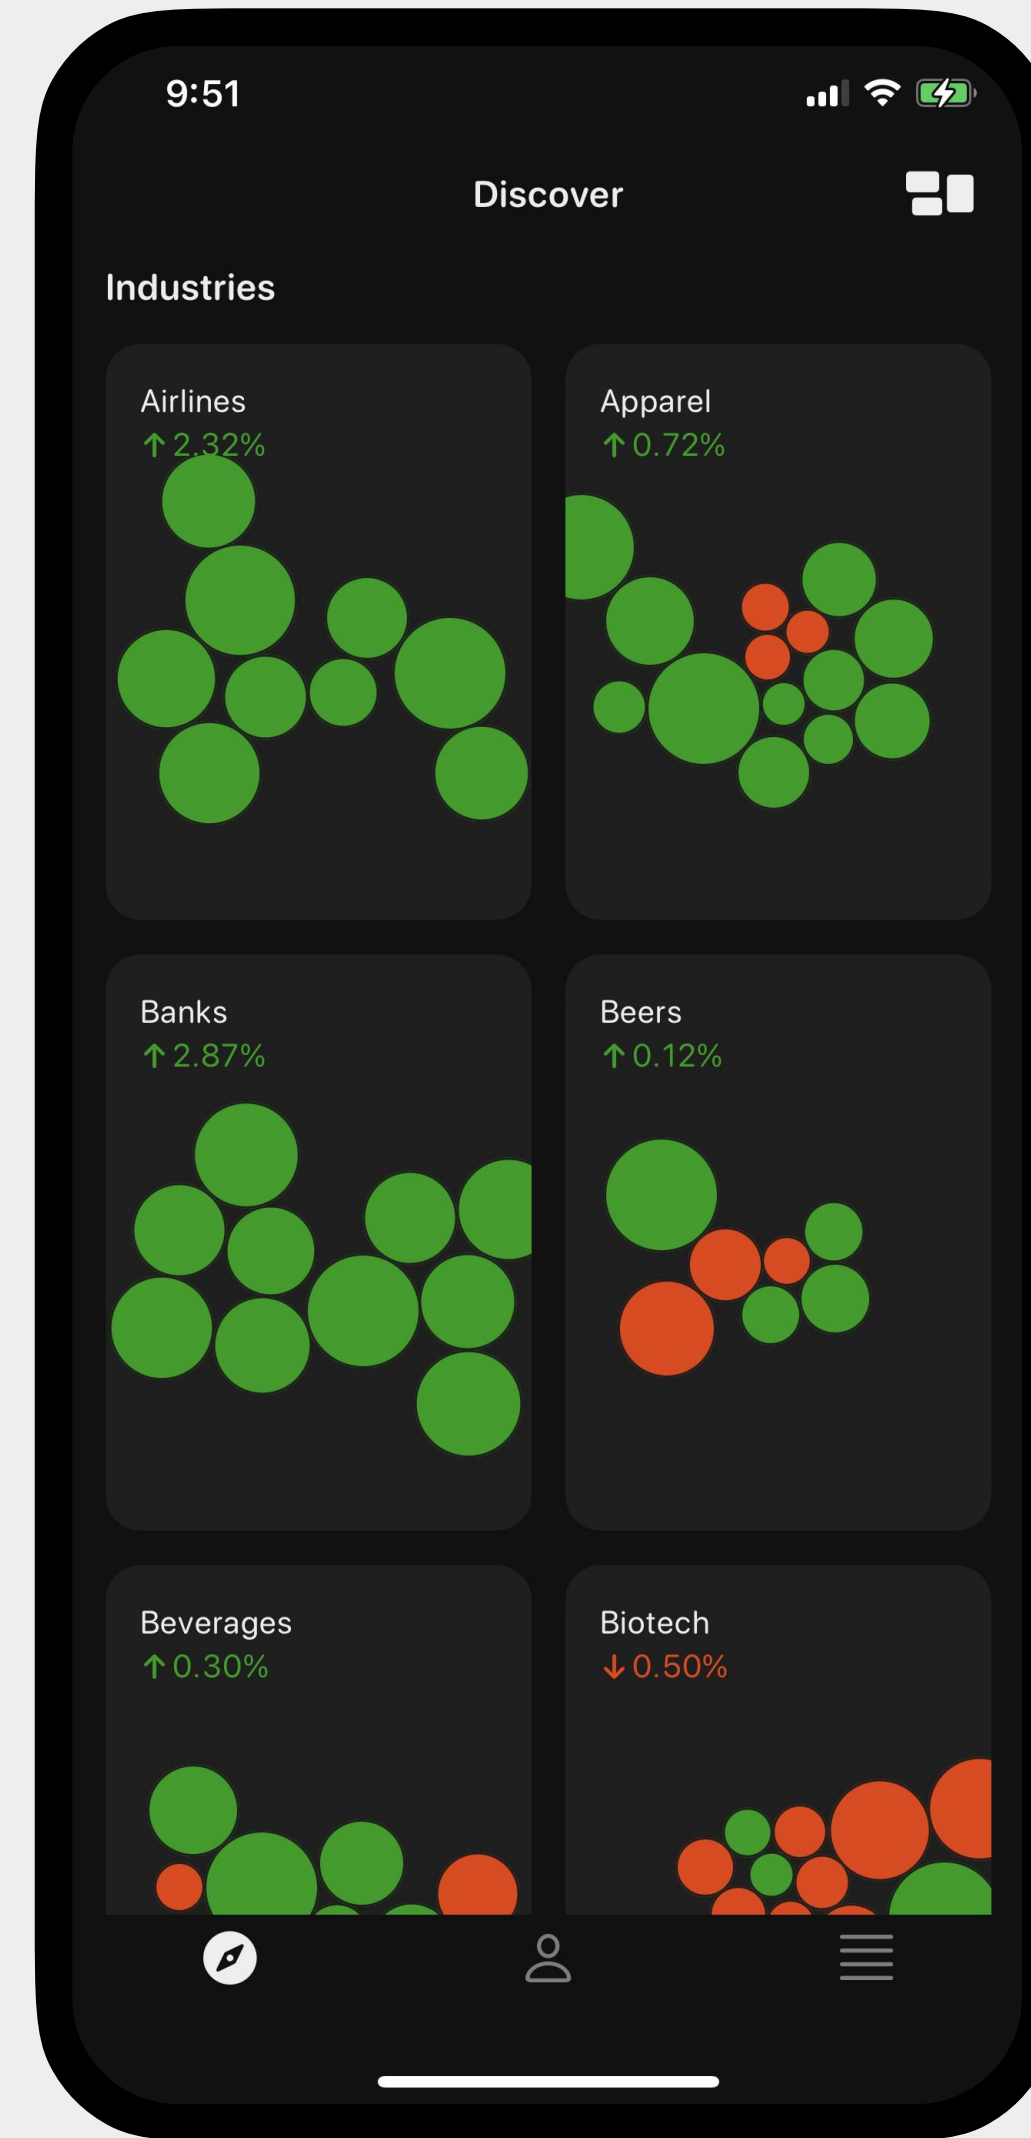 9:51
Discover
Industries
Airlines
↑2.32%
Apparel
↑0.72%
Banks
↑2.87%
Beers
↑0.12%
Beverages
↑0.30%
Biotech
↓0.50%